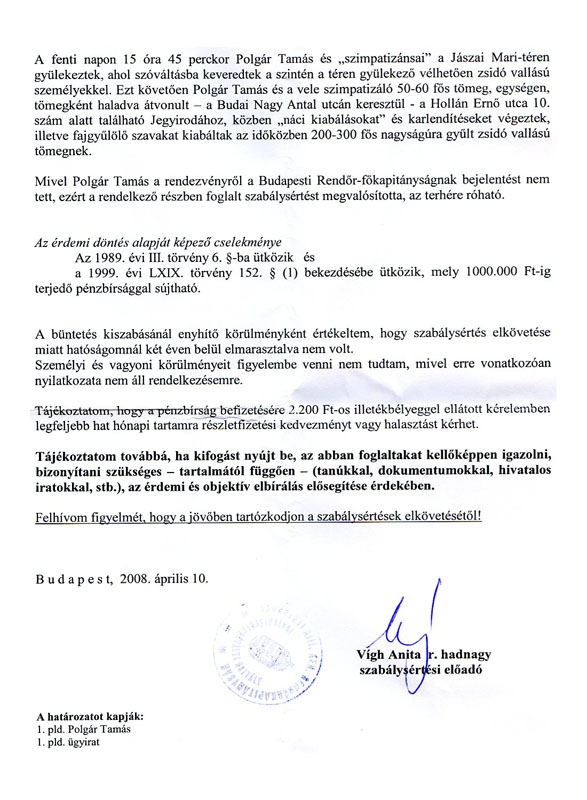 A fenti napon 15 óra 45 perckor Polgár Tamás és „szimpatizánsai” a Jászai Mari-téren
gyülekeztek, ahol szóváltásba keveredtek a szintén a téren gyülekező vélhetően zsidó vallású
személyekkel. Ezt követően Polgár Tamás és a vele szimpatizáló 50-60 fős tömeg, egységen,
tömegként haladva átvonult – a Budai Nagy Antal utcán keresztül - a Hollán Ernő utca 10.
szám alatt található Jegyirodához, közben „náci kiabálásokat” és karlendítéseket végeztek,
illetve fajgyűlölő szavakat kiabáltak az időközben 200-300 fős nagyságúra gyűlt zsidó vallású
tömegnek.
Mivel Polgár Tamás a rendezvényről a Budapesti Rendőr-főkapitányságnak bejelentést nem
tett, ezért a rendelkező részben foglalt szabálysértést megvalósította, az terhére róható.
Az érdemi döntés alapját képező cselekménye
Az 1989. évi III. törvény 6. §-ba ütközik és
a 1999. évi LXIX. törvény 152. § (1) bekezdésébe ütközik, mely 1000.000 Ft-ig
terjedő pénzbírsággal sújtható.
A büntetés kiszabásánál enyhítő körülményként értékeltem, hogy szabálysértés elkövetése
miatt hatóságomnál két éven belül elmarasztalva nem volt.
Személyi és vagyoni körülményeit figyelembe venni nem tudtam, mivel erre vonatkozóan
nyilatkozata nem áll rendelkezésemre.
Tájékoztatom, hogy a pénzbírság befizetésére 2.200 Ft-os illetékbélyeggel ellátott kérelemben
legfeljebb hat hónapi tartamra részletfizetési kedvezményt vagy halasztást kérhet.
Tájékoztatom továbbá, ha kifogást nyújt be, az abban foglaltakat kellőképpen igazolni,
bizonyítani szükséges – tartalmától függően – (tanúkkal, dokumentumokkal, hivatalos
iratokkal, stb.), az érdemi és objektív elbírálás elősegítése érdekében.
Felhívom figyelmét, hogy a jövőben tartózkodjon a szabálysértések elkövetésétől!
B u d a p e s t, 2008. április 10.
Vígh Anita r. hadnagy
szabálysértési előadó
A határozatot kapják:
1. pld. Polgár Tamás
1. pld. ügyirat